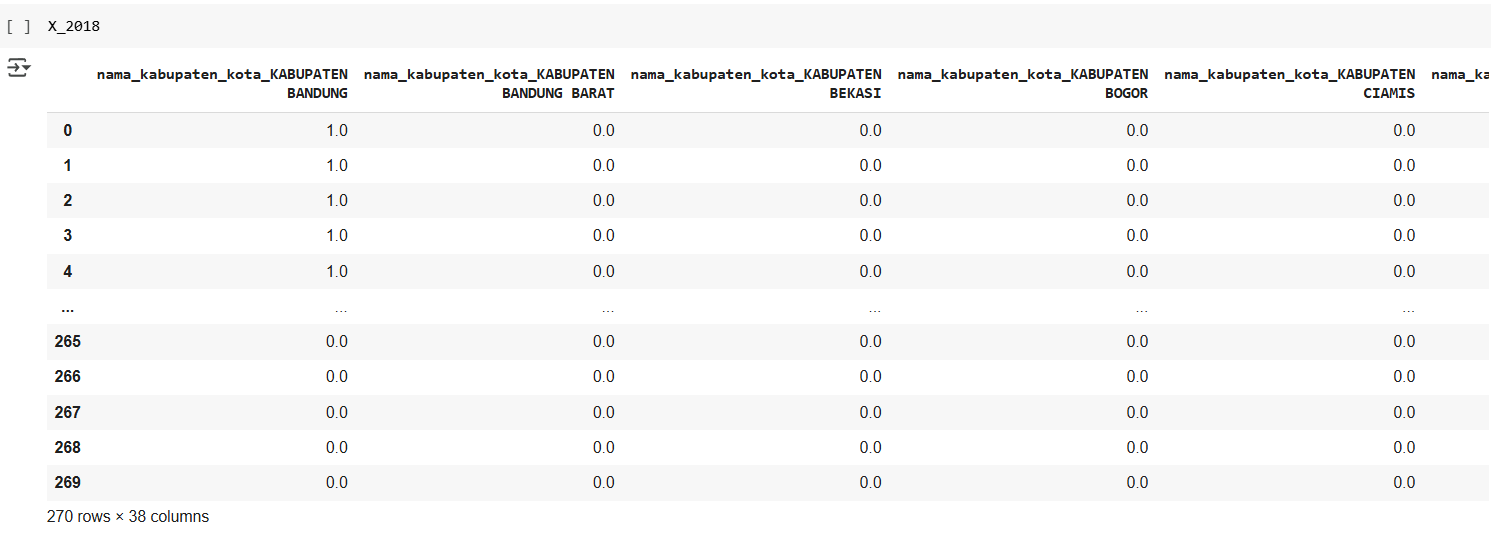 [ ] X_2018
nama_kabupaten_kota_KABUPATEN BANDUNG nama_kabupaten_kota_KABUPATEN BANDUNG BARAT nama_kabupaten_kota_KABUPATEN BEKASI nama_kabupaten_kota_KABUPATEN BOGOR nama_kabupaten_kota_KABUPATEN CIAMIS nama_ka
0 1.0 0.0 0.0 0.0 0.0
1 1.0 0.0 0.0 0.0 0.0
2 1.0 0.0 0.0 0.0 0.0
3 1.0 0.0 0.0 0.0 0.0
4 1.0 0.0 0.0 0.0 0.0
... ... ... ... ... ...
265 0.0 0.0 0.0 0.0 0.0
266 0.0 0.0 0.0 0.0 0.0
267 0.0 0.0 0.0 0.0 0.0
268 0.0 0.0 0.0 0.0 0.0
269 0.0 0.0 0.0 0.0 0.0
270 rows × 38 columns